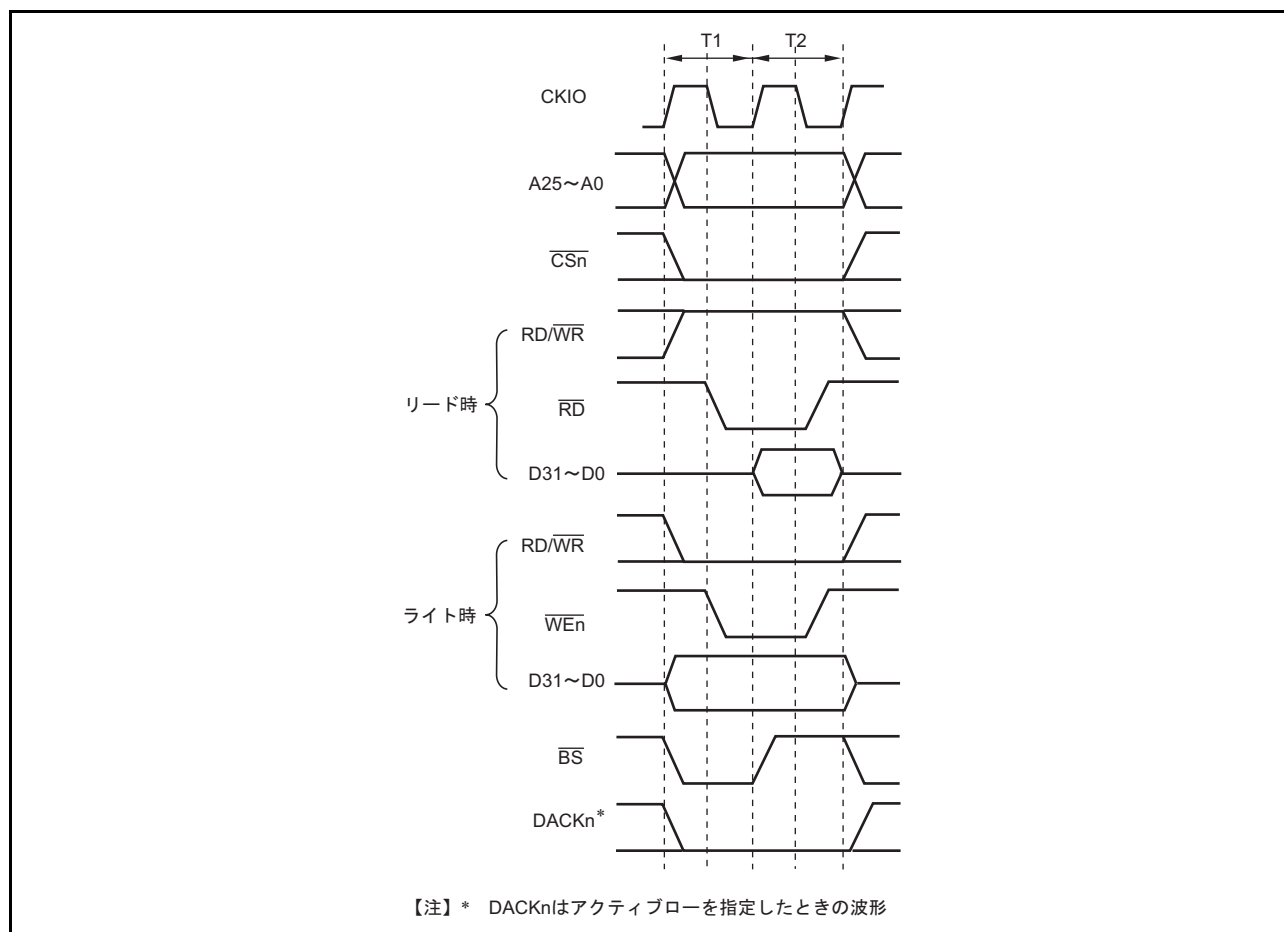 T1 T2
CKIO
A25～A0
CSn
RD/WR
RD
リード時
D31～D0
RD/WR
WEn
ライト時
D31～D0
BS
DACKn*
【注】* DACKnはアクティブローを指定したときの波形